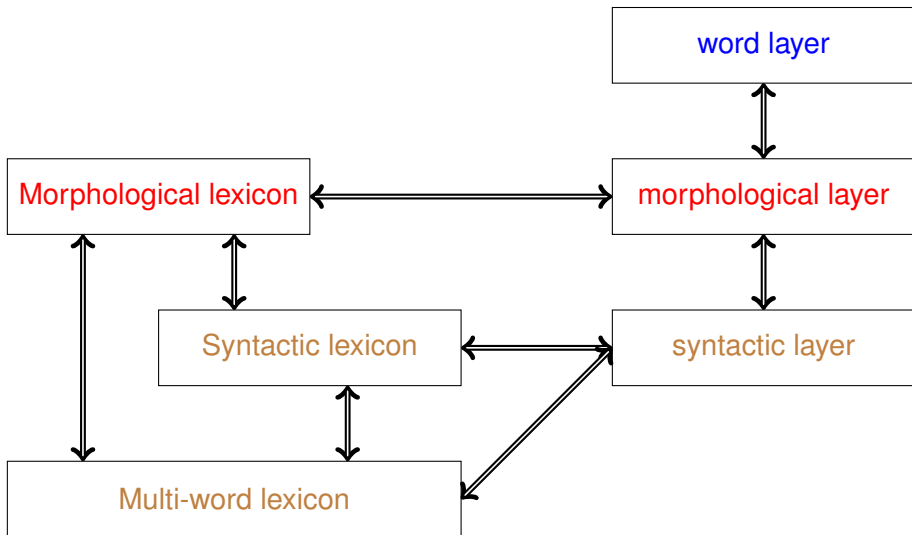 word layer
Morphological lexicon
morphological layer
Syntactic lexicon
syntactic layer
Multi-word lexicon